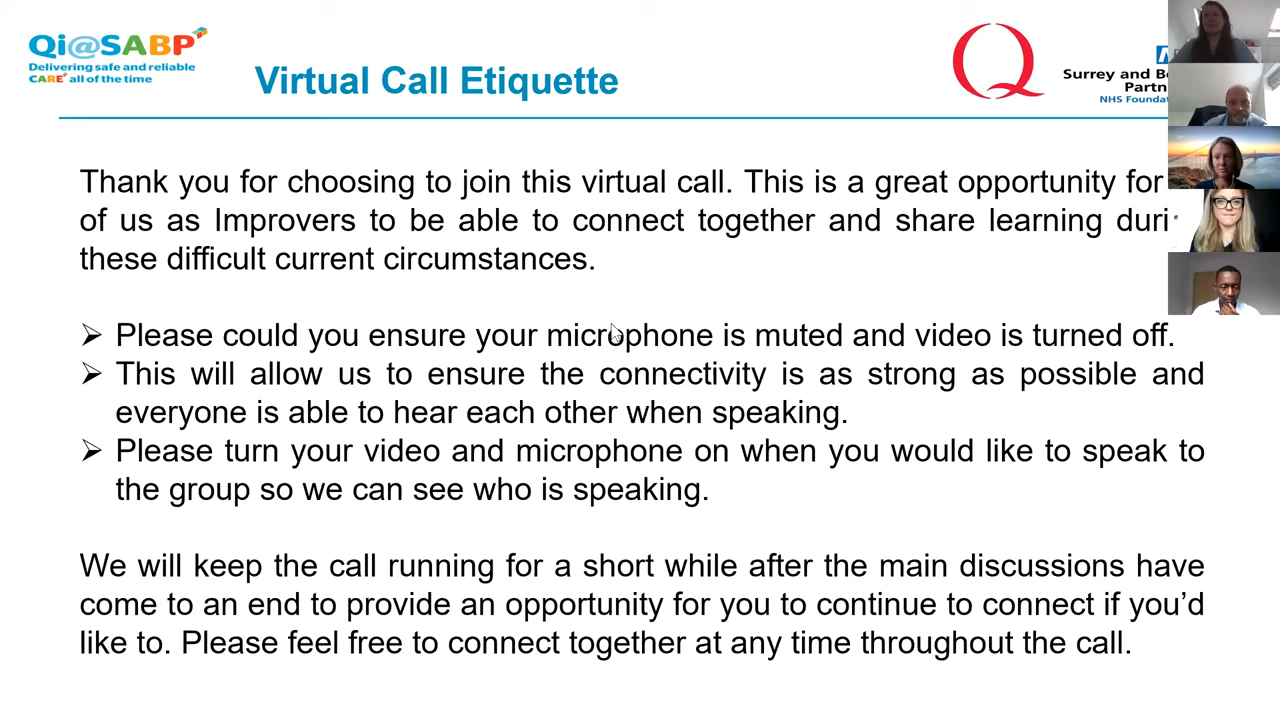 Qi@SABP
Delivering safe and reliable
CARE all of the time
Virtual Call Etiquette
Q
Surrey and
NHS
Thank you for choosing to join this virtual call. This is a great opportunity for
of us as Improvers to be able to connect together and share learning
these difficult current circumstances.
Please could you ensure your microphone is muted and video is turned off.
This will allow us to ensure the connectivity is as strong as possible and
everyone is able to hear each other when speaking.
Please turn your video and microphone on when you would like to speak to
the group so we can see who is speaking.
We will keep the call running for a short while after the main discussions have
come to an end to provide an opportunity for you to continue to connect if you’d
like to. Please feel free to connect together at any time throughout the call.